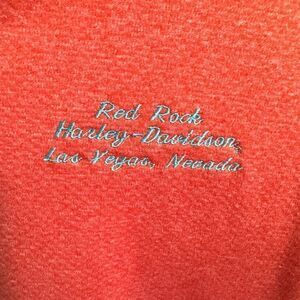 Red Rock
Harley-Davidson,
Las Vegas, Nevada